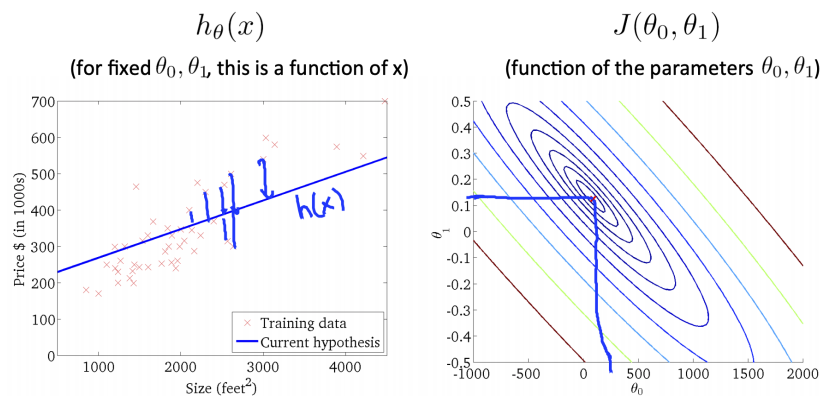 hθ(x)
(for fixed θ0, θ1, this is a function of x)
700
600
500
400
300
200
100
0
Price $ (in 1000s)
h(x)
Training data
Current hypothesis
1000
2000
3000
4000
Size (feet²)
J(θ0, θ1)
(function of the parameters θ0, θ1)
0.5
0.4
0.3
0.2
0.1
0
-0.1
-0.2
-0.3
-0.4
-0.5
θ1
-1000
-500
0
500
1000
1500
2000
θ0